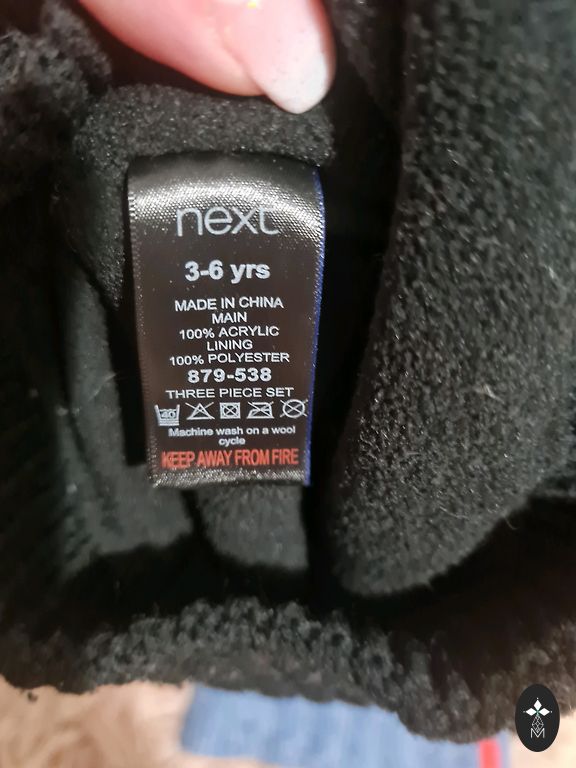 next
3-6 yrs
MADE IN CHINA
MAIN
100% ACRYLIC
LINING
100% POLYESTER
879-538
THREE PIECE SET
40
Machine wash on a wool
cycle
KEEP AWAY FROM FIRE
M